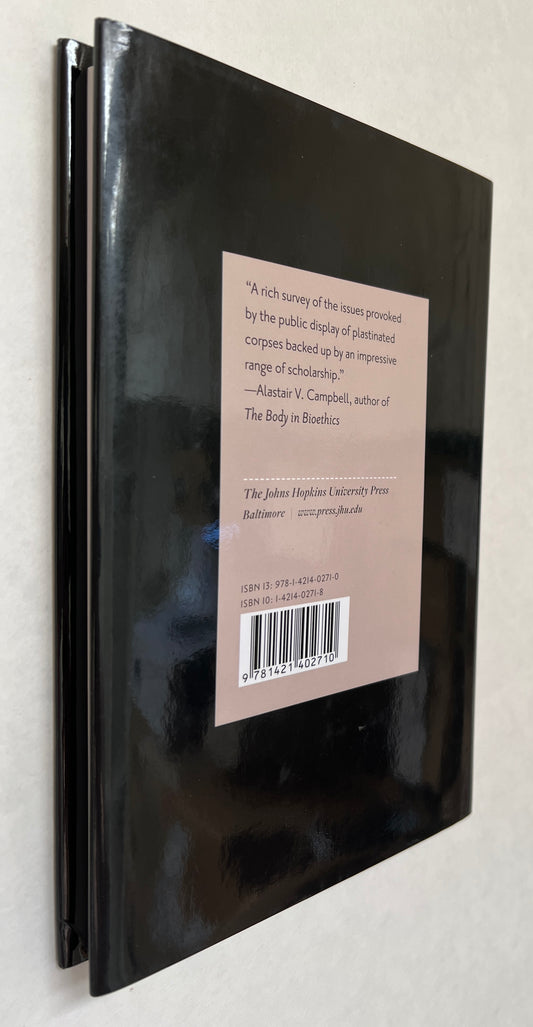 “A rich survey of the issues provoked
by the public display of plastinated
corpses backed up by an impressive
range of scholarship.”
—Alastair V. Campbell, author of
The Body in Bioethics
The Johns Hopkins University Press
Baltimore | www.press.jhu.edu
ISBN 13: 978-1-4214-0271-0
ISBN 10: 1-4214-0271-8
9 781421 402710